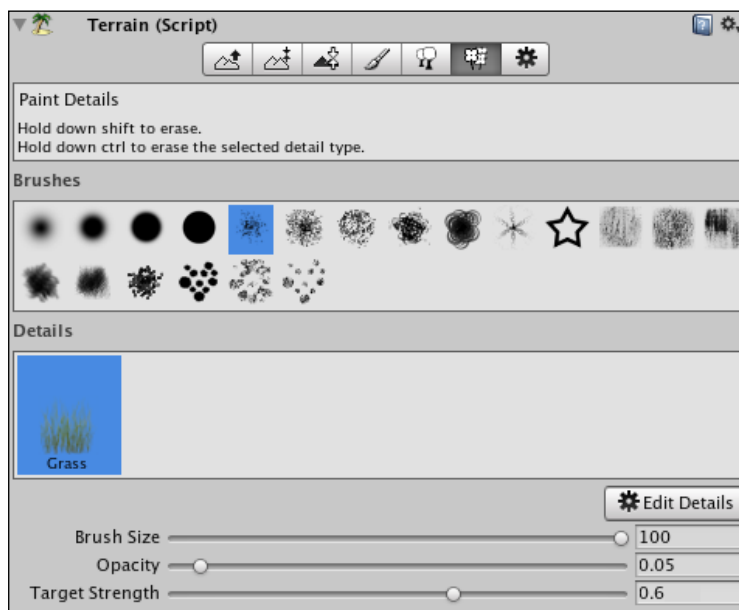 Terrain (Script)
Paint Details
Hold down shift to erase.
Hold down ctrl to erase the selected detail type.
Brushes
Details
Grass
Edit Details
Brush Size 100
Opacity 0.05
Target Strength 0.6